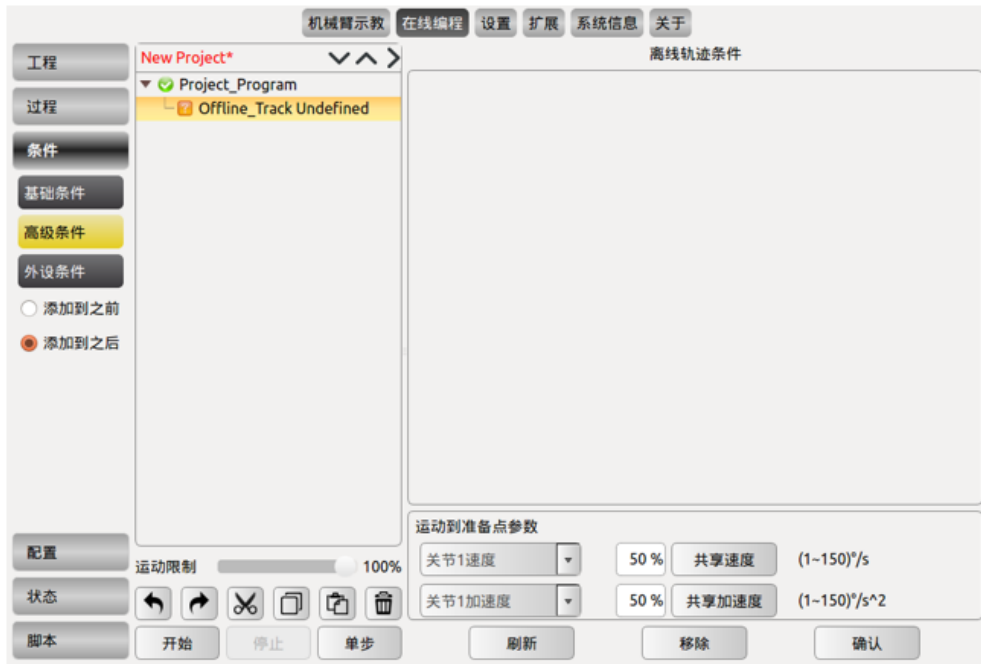 机械臂示教 在线编程 设置 扩展 系统信息 关于
工程
过程
条件
基础条件
高级条件
外设条件
添加到之前
添加到之后
配置
状态
脚本
New Project*
Project_Program
Offline_Track Undefined
运动限制 100%
开始 停止 单步
离线轨迹条件
运动到准备点参数
关节1速度 50 % 共享速度 (1~150)°/s
关节1加速度 50 % 共享加速度 (1~150)°/s^2
刷新 移除 确认